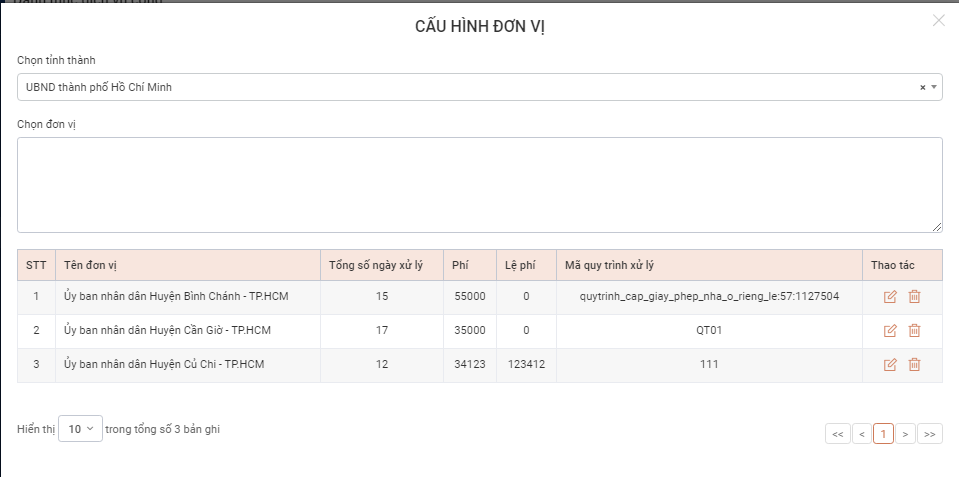 CẤU HÌNH ĐƠN VỊ
Chọn tỉnh thành
UBND thành phố Hồ Chí Minh
Chọn đơn vị
STT Tên đơn vị Tổng số ngày xử lý Phí Lệ phí Mã quy trình xử lý Thao tác
1 Ủy ban nhân dân Huyện Bình Chánh - TP.HCM 15 55000 0 quytrinh_cap_giay_phep_nha_o_rieng_le:57:1127504
2 Ủy ban nhân dân Huyện Cần Giờ - TP.HCM 17 35000 0 QT01
3 Ủy ban nhân dân Huyện Củ Chi - TP.HCM 12 34123 123412 111
Hiển thị 10 trong tổng số 3 bản ghi << < 1 > >>